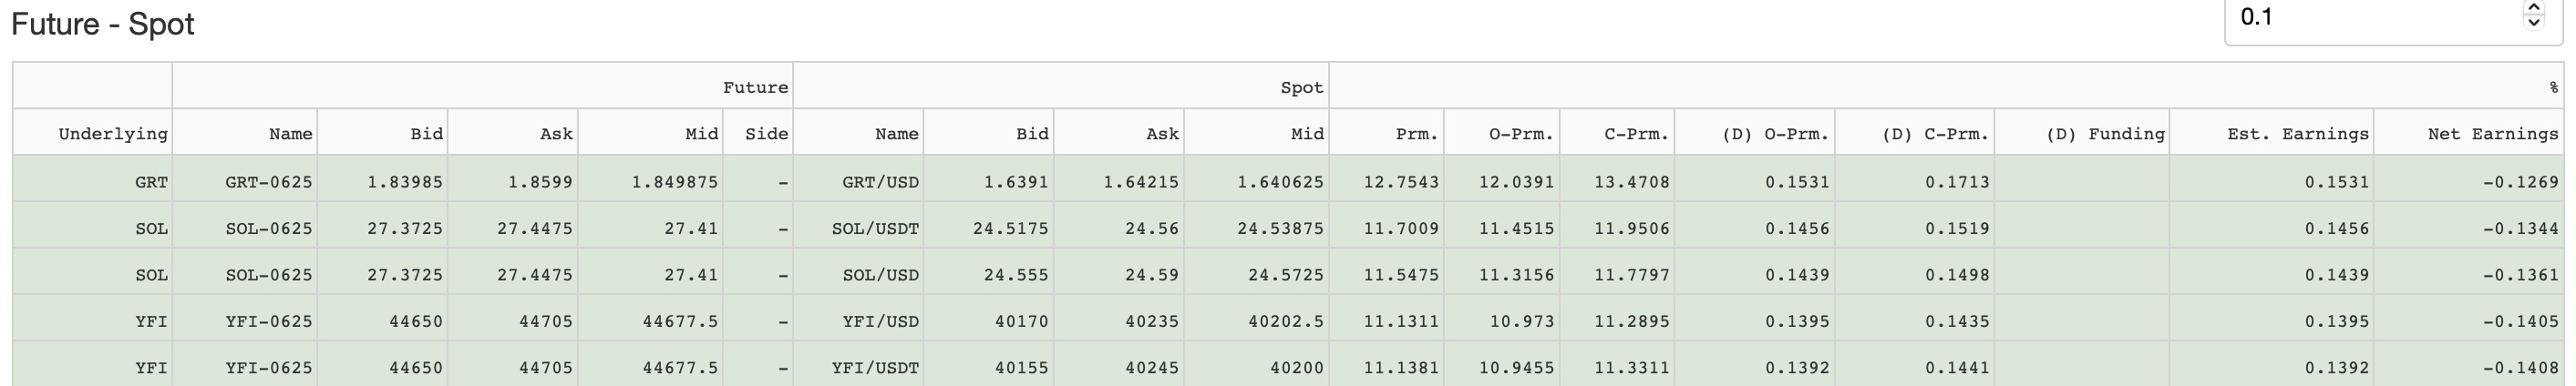 Future - Spot
0.1
Future Spot %
Underlying Name Bid Ask Mid Side Name Bid Ask Mid Prm. O-Prm. C-Prm. (D) O-Prm. (D) C-Prm. (D) Funding Est. Earnings Net Earnings
GRT GRT-0625 1.83985 1.8599 1.849875 - GRT/USD 1.6391 1.64215 1.640625 12.7543 12.0391 13.4708 0.1531 0.1713 0.1531 -0.1269
SOL SOL-0625 27.3725 27.4475 27.41 - SOL/USDT 24.5175 24.56 24.53875 11.7009 11.4515 11.9506 0.1456 0.1519 0.1456 -0.1344
SOL SOL-0625 27.3725 27.4475 27.41 - SOL/USD 24.555 24.59 24.5725 11.5475 11.3156 11.7797 0.1439 0.1498 0.1439 -0.1361
YFI YFI-0625 44650 44705 44677.5 - YFI/USD 40170 40235 40202.5 11.1311 10.973 11.2895 0.1395 0.1435 0.1395 -0.1405
YFI YFI-0625 44650 44705 44677.5 - YFI/USDT 40155 40245 40200 11.1381 10.9455 11.3311 0.1392 0.1441 0.1392 -0.1408